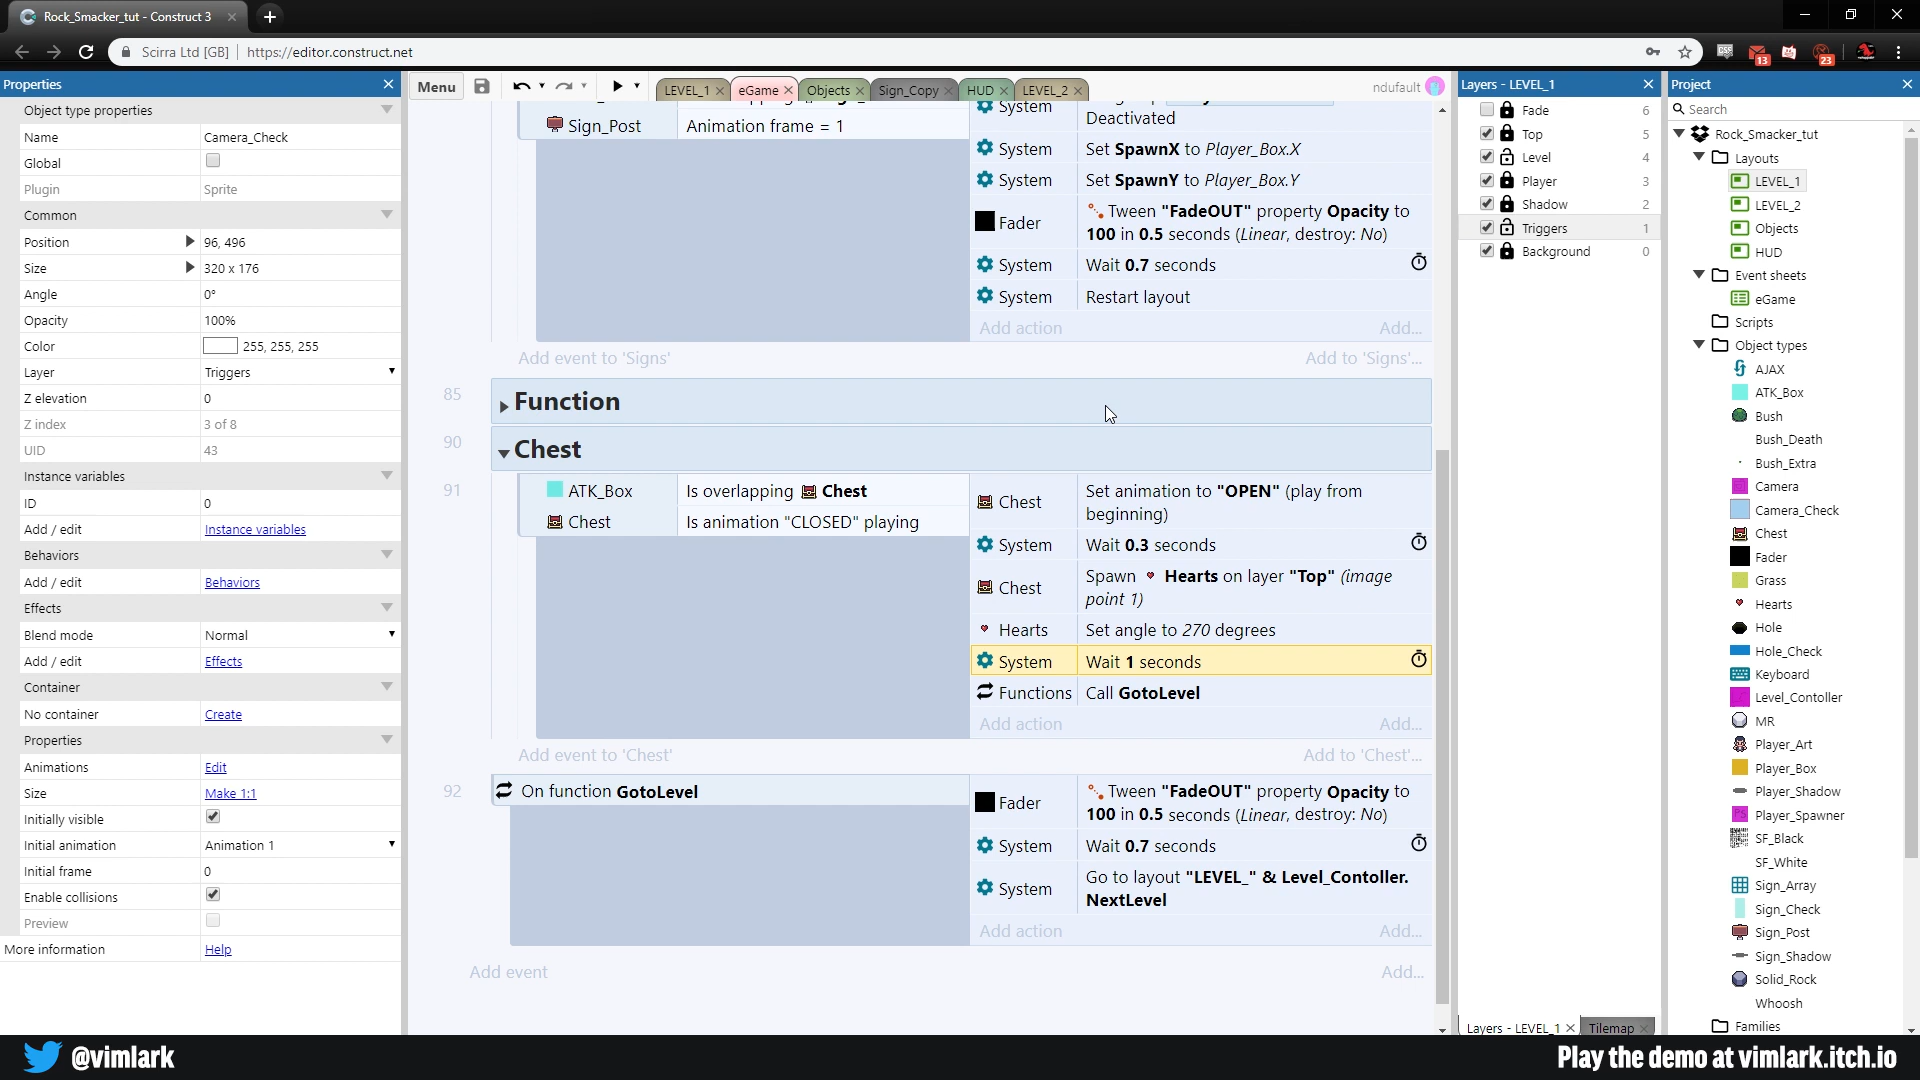 Rock_Smacker_tut - Construct 3
Scirra Ltd [GB] https://editor.construct.net
13
23
Properties
Object type properties
Name Camera_Check
Global
Plugin Sprite
Common
Position 96, 496
Size 320 x 176
Angle 0°
Opacity 100%
Color 255, 255, 255
Layer Triggers
Z elevation 0
Z index 3 of 8
UID 43
Instance variables
ID 0
Add / edit Instance variables
Behaviors
Add / edit Behaviors
Effects
Blend mode Normal
Add / edit Effects
Container
No container Create
Properties
Animations Edit
Size Make 1:1
Initially visible
Initial animation Animation 1
Initial frame 0
Enable collisions
Preview
More information Help
Menu
LEVEL_1 eGame Objects Sign_Copy HUD LEVEL_2
ndufault
Sign_Post Animation frame = 1
System
Deactivated
System Set SpawnX to Player_Box.X
System Set SpawnY to Player_Box.Y
Fader Tween "FadeOUT" property Opacity to
100 in 0.5 seconds (Linear, destroy: No)
System Wait 0.7 seconds
System Restart layout
Add action Add...
Add event to 'Signs' Add to 'Signs'...
85 Function
90 Chest
91 ATK_Box Is overlapping Chest
Chest Is animation "CLOSED" playing
Chest Set animation to "OPEN" (play from
beginning)
System Wait 0.3 seconds
Chest Spawn Hearts on layer "Top" (image
point 1)
Hearts Set angle to 270 degrees
System Wait 1 seconds
Functions Call GotoLevel
Add action Add...
Add event to 'Chest' Add to 'Chest'...
92 On function GotoLevel
Fader Tween "FadeOUT" property Opacity to
100 in 0.5 seconds (Linear, destroy: No)
System Wait 0.7 seconds
System Go to layout "LEVEL_" & Level_Contoller.
NextLevel
Add action Add...
Add event Add...
Layers - LEVEL_1
Fade 6
Top 5
Level 4
Player 3
Shadow 2
Triggers 1
Background 0
Layers - LEVEL_1 Tilemap
Project
Search
Rock_Smacker_tut
Layouts
LEVEL_1
LEVEL_2
Objects
HUD
Event sheets
eGame
Scripts
Object types
AJAX
ATK_Box
Bush
Bush_Death
Bush_Extra
Camera
Camera_Check
Chest
Fader
Grass
Hearts
Hole
Hole_Check
Keyboard
Level_Contoller
MR
Player_Art
Player_Box
Player_Shadow
Player_Spawner
SF_Black
SF_White
Sign_Array
Sign_Check
Sign_Post
Sign_Shadow
Solid_Rock
Whoosh
Families
@vimlark
Play the demo at vimlark.itch.io